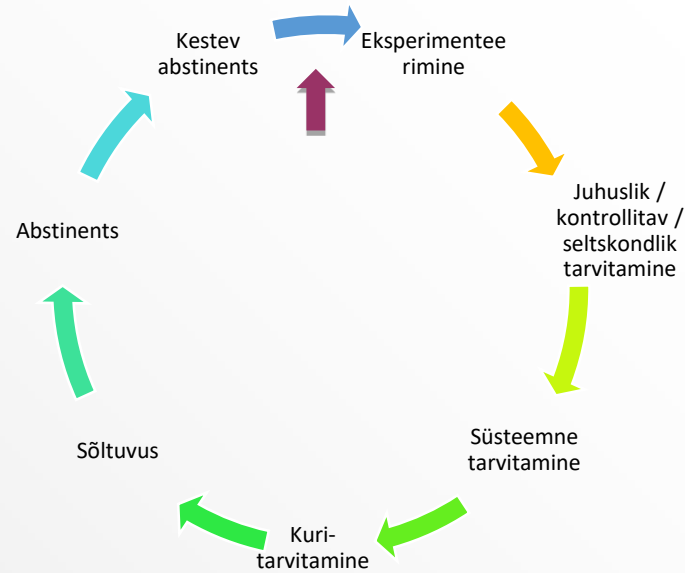 Kestev
abstinents
Eksperimentee
rimine
Juhuslik /
kontrollitav /
seltskondlik
tarvitamine
Süsteemne
tarvitamine
Kuri-
tarvitamine
Sõltuvus
Abstinents